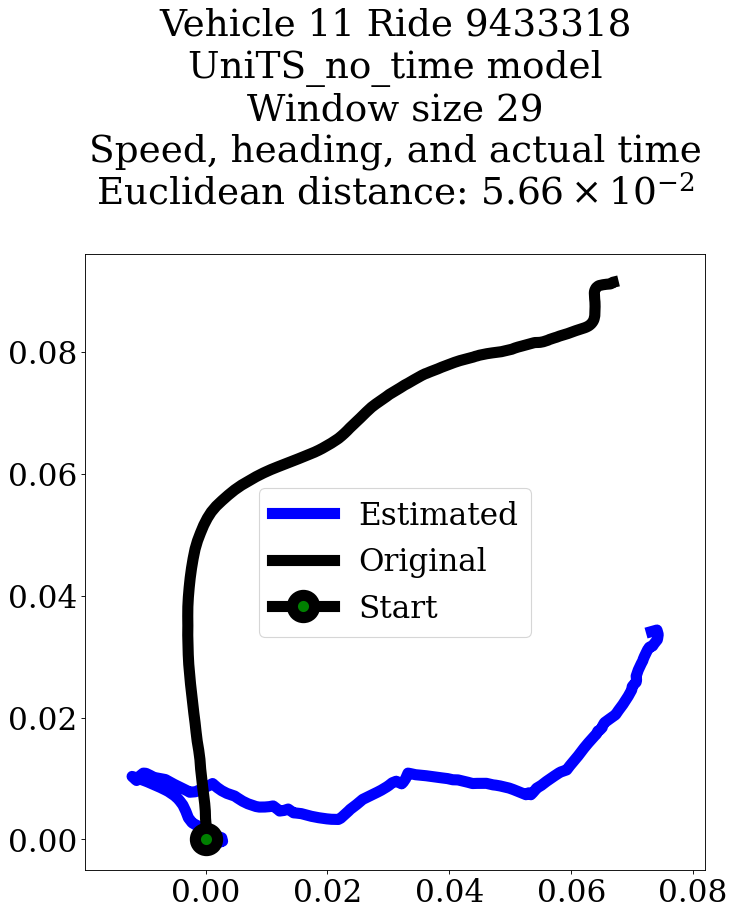 Vehicle 11 Ride 9433318
UniTS_no_time model
Window size 29
Speed, heading, and actual time
Euclidean distance: 5.66 × 10⁻²
0.08
0.06
0.04
0.02
0.00
Estimated
Original
Start
0.00 0.02 0.04 0.06 0.08